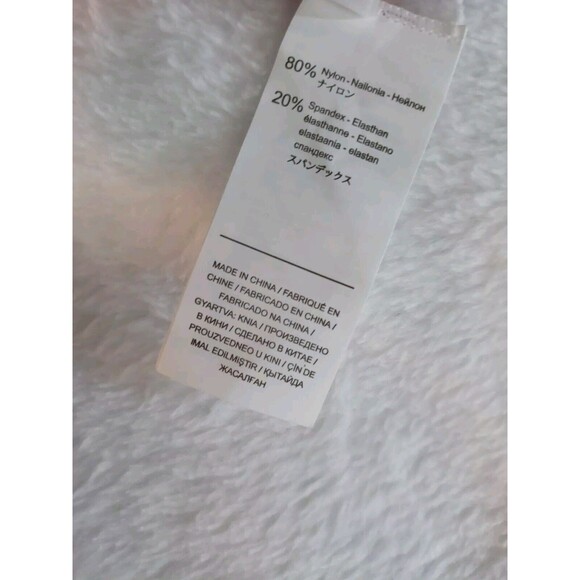 80% Nylon - Nailonia - Нейлон
ナイロン
20% Spandex - Elasthan
élasthanne - Elastano
elastaania - elastan
спандекс
スパンデックス
MADE IN CHINA / FABRIQUÉ EN
CHINE / FABRICADO EN CHINA /
FABRICADO NA CHINA /
GYARTVA: KNIA / ПРОИЗВЕДЕНО
В КИНИ / СДЕЛАНО В КИТАЕ /
PROUZVEDNEO U KINI / ÇİN'DE
IMAL EDILMIŞTIR / ҚЫТАЙДА
ЖАСАЛҒАН